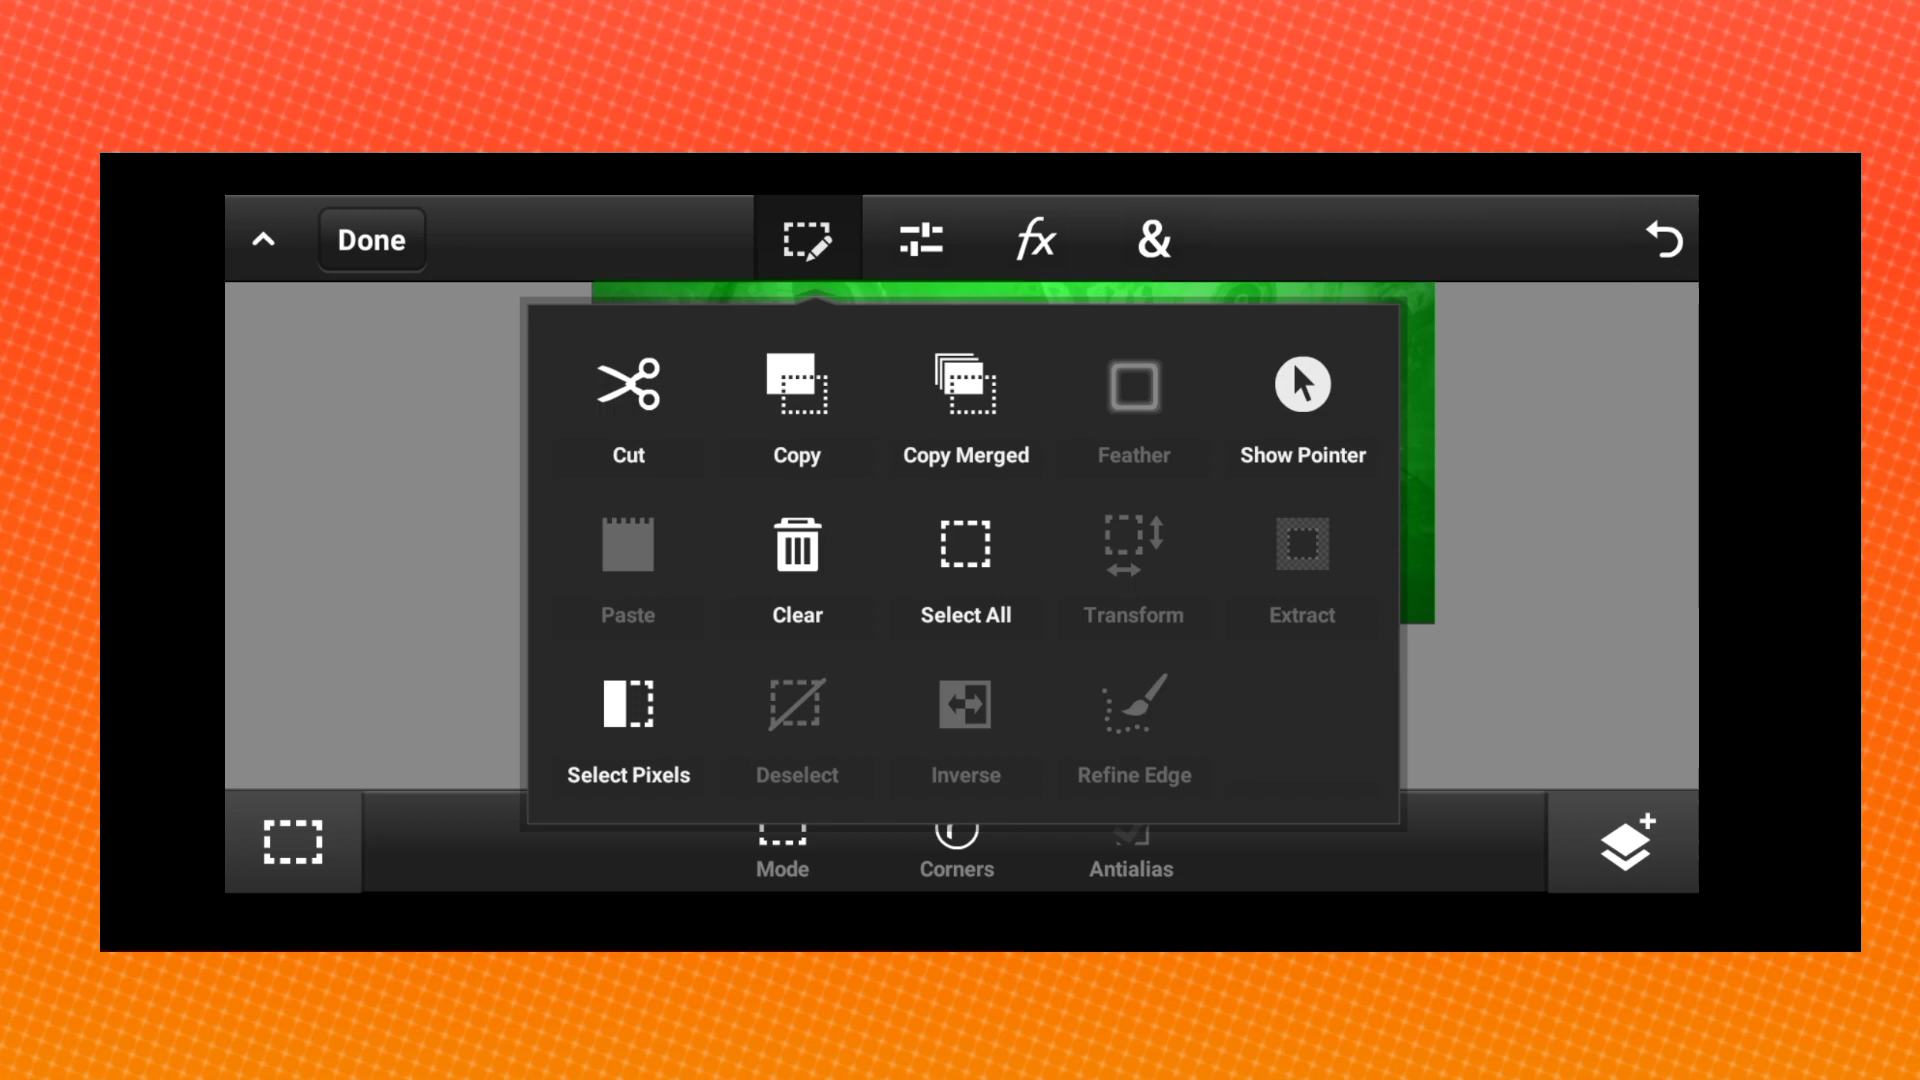 Done
fx
&
Cut
Copy
Copy Merged
Feather
Show Pointer
Paste
Clear
Select All
Transform
Extract
Select Pixels
Deselect
Inverse
Refine Edge
Mode
Corners
Antialias